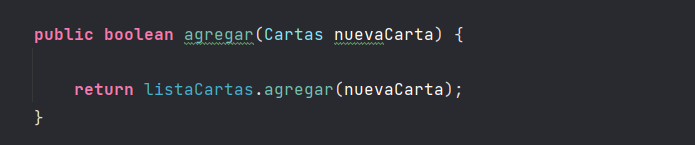 public boolean agregar(Cartas nuevaCarta) {
return listaCartas.agregar(nuevaCarta);
}